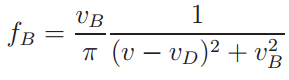 f_B = \frac{v_B}{\pi} \frac{1}{(v - v_D)^2 + v_B^2}